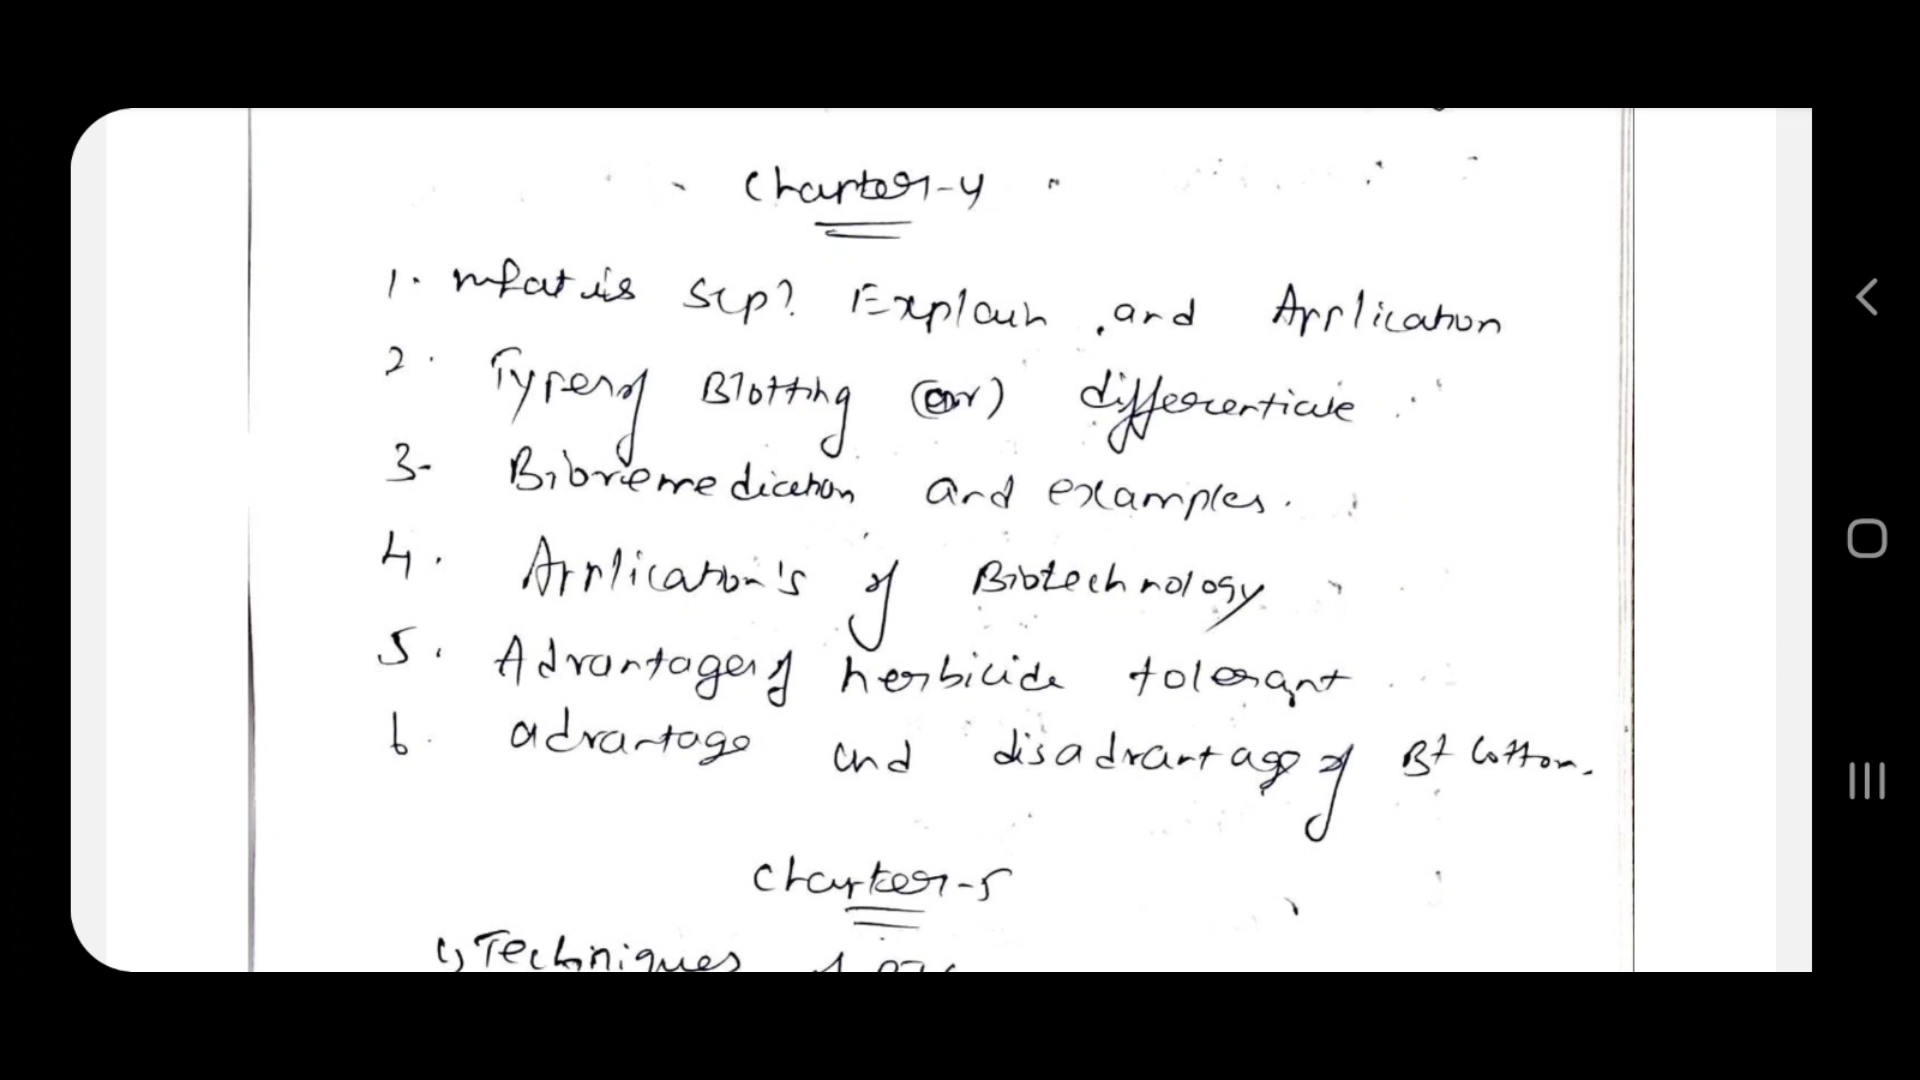 Chapter-4
1. What is Scp? Explain and Application
2. Types of Blotting (or) differentiate
3- Bioremediation and examples.
4. Application's of Biotechnology
5. Advantages of herbicide tolerant
6. advantage and disadvantage of Bt Cotton.
Chapter-5
1) Techniques